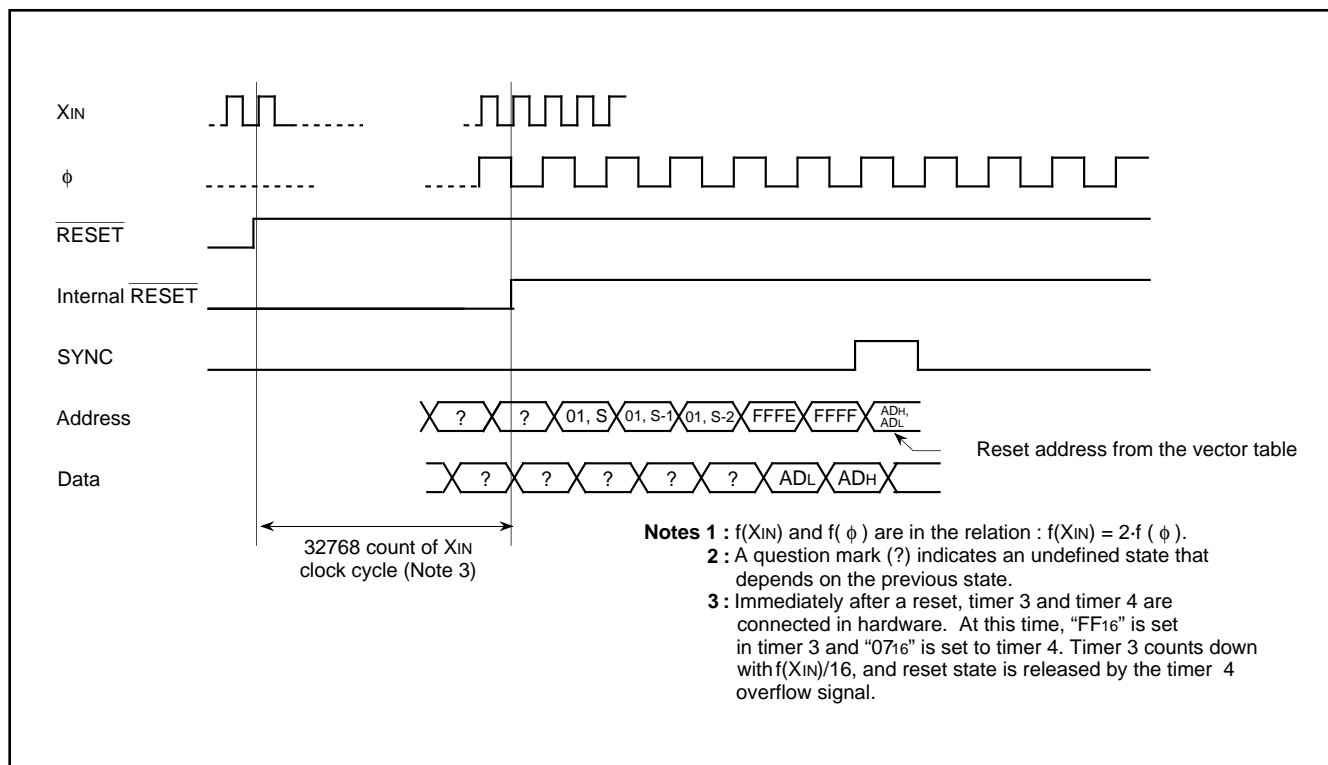 XIN
ϕ
RESET
Internal RESET
SYNC
Address
? ? 01, S 01, S-1 01, S-2 FFFE FFFF ADH, ADL
Reset address from the vector table
Data
? ? ? ? ? ADL ADH
32768 count of XIN
clock cycle (Note 3)
Notes 1 : f(XIN) and f( ϕ ) are in the relation : f(XIN) = 2·f ( ϕ ).
2 : A question mark (?) indicates an undefined state that
depends on the previous state.
3 : Immediately after a reset, timer 3 and timer 4 are
connected in hardware. At this time, “FF16” is set
in timer 3 and “0716” is set to timer 4. Timer 3 counts down
with f(XIN)/16, and reset state is released by the timer 4
overflow signal.